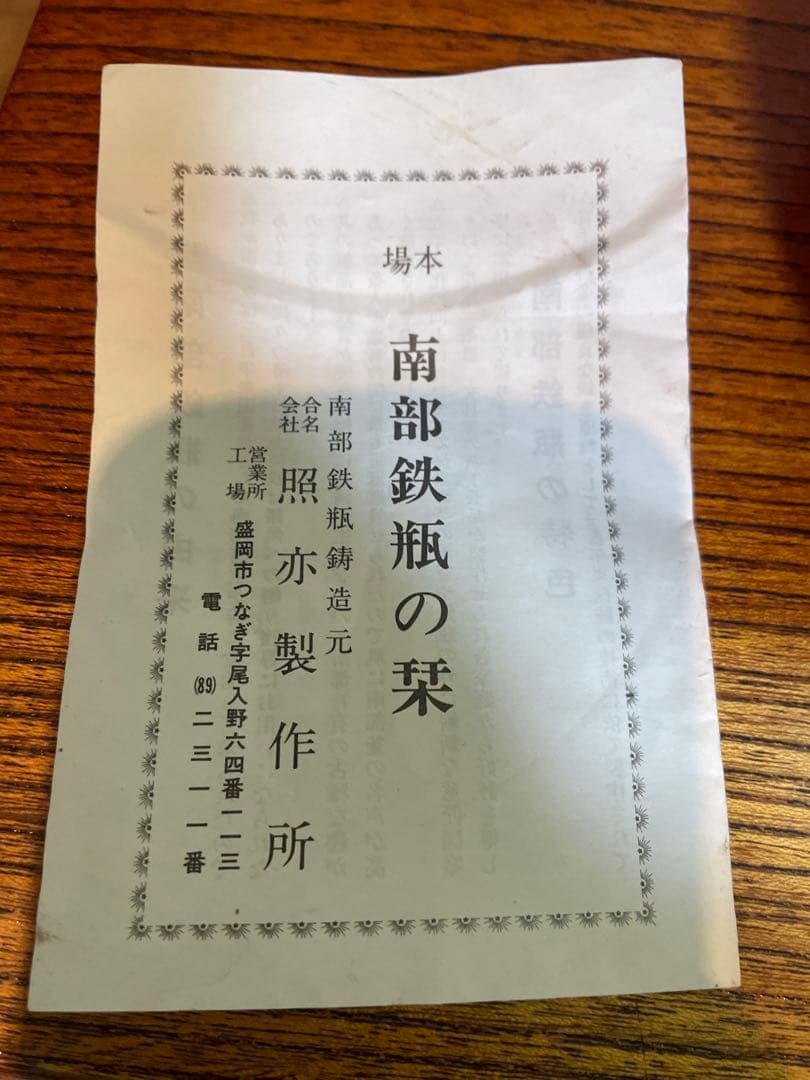 本場
南部鉄瓶の栞
南部鉄瓶鋳造元
合名会社 照亦製作所
営業所
工場
盛岡市つなぎ字尾入野六四番一一三
電話(89)二三一一番